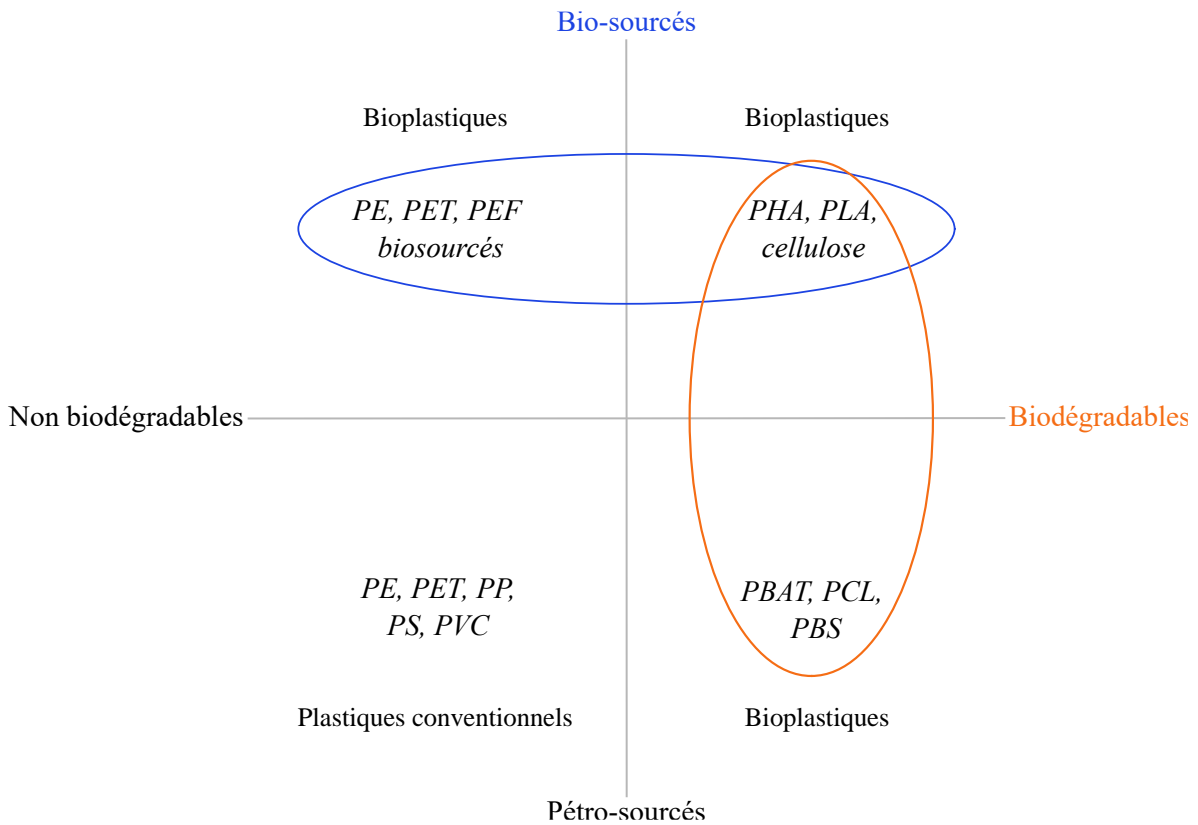 Bio-sourcés
Bioplastiques
Bioplastiques
PE, PET, PEF
biosourcés
PHA, PLA,
cellulose
Non biodégradables
Biodégradables
PE, PET, PP,
PS, PVC
PBAT, PCL,
PBS
Plastiques conventionnels
Bioplastiques
Pétro-sourcés